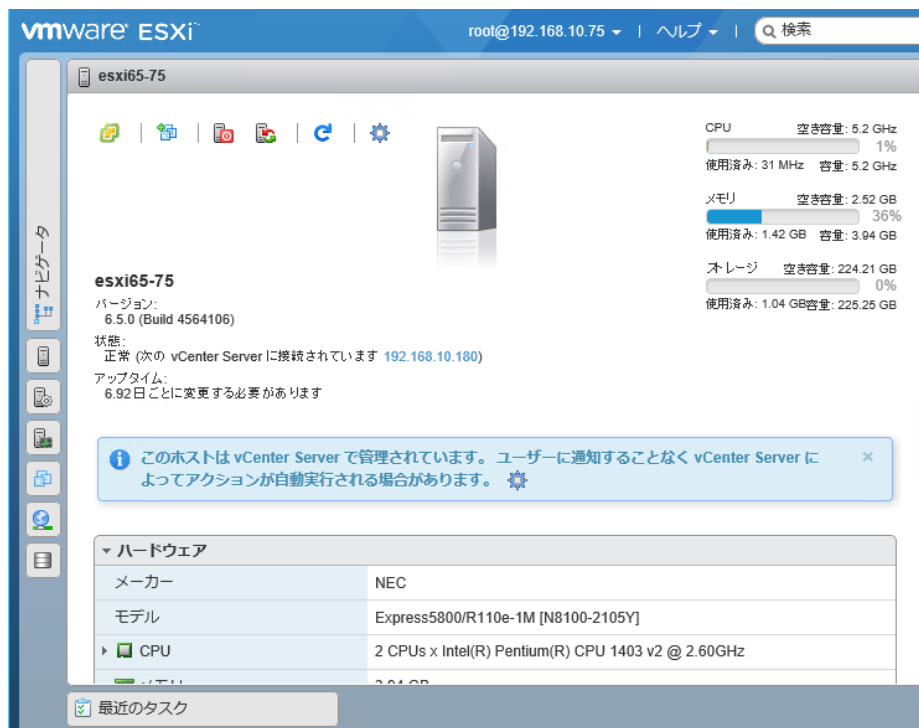 vmware ESXi
root@192.168.10.75 | ヘルプ | 検索
ナビゲータ
esxi65-75
CPU 空き容量: 5.2 GHz
1%
使用済み: 31 MHz 容量: 5.2 GHz
メモリ 空き容量: 2.52 GB
36%
使用済み: 1.42 GB 容量: 3.94 GB
ストレージ 空き容量: 224.21 GB
0%
使用済み: 1.04 GB容量: 225.25 GB
esxi65-75
バージョン:
6.5.0 (Build 4564106)
状態:
正常 (次の vCenter Server に接続されています 192.168.10.180)
アップタイム:
6.92日ごとに変更する必要があります
このホストは vCenter Server で管理されています。ユーザーに通知することなく vCenter Server に
よってアクションが自動実行される場合があります。
ハードウェア
メーカー NEC
モデル Express5800/R110e-1M [N8100-2105Y]
CPU 2 CPUs x Intel(R) Pentium(R) CPU 1403 v2 @ 2.60GHz
最近のタスク